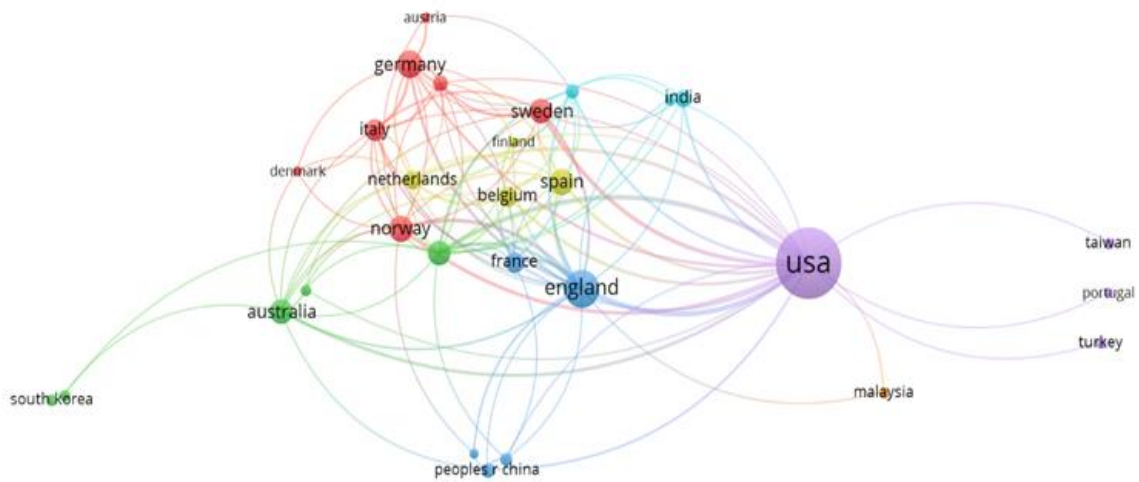 austria
germany
india
sweden
italy
finland
denmark
netherlands
spain
belgium
norway
taiwan
france
usa
england
portugal
australia
turkey
malaysia
south korea
peoples r china